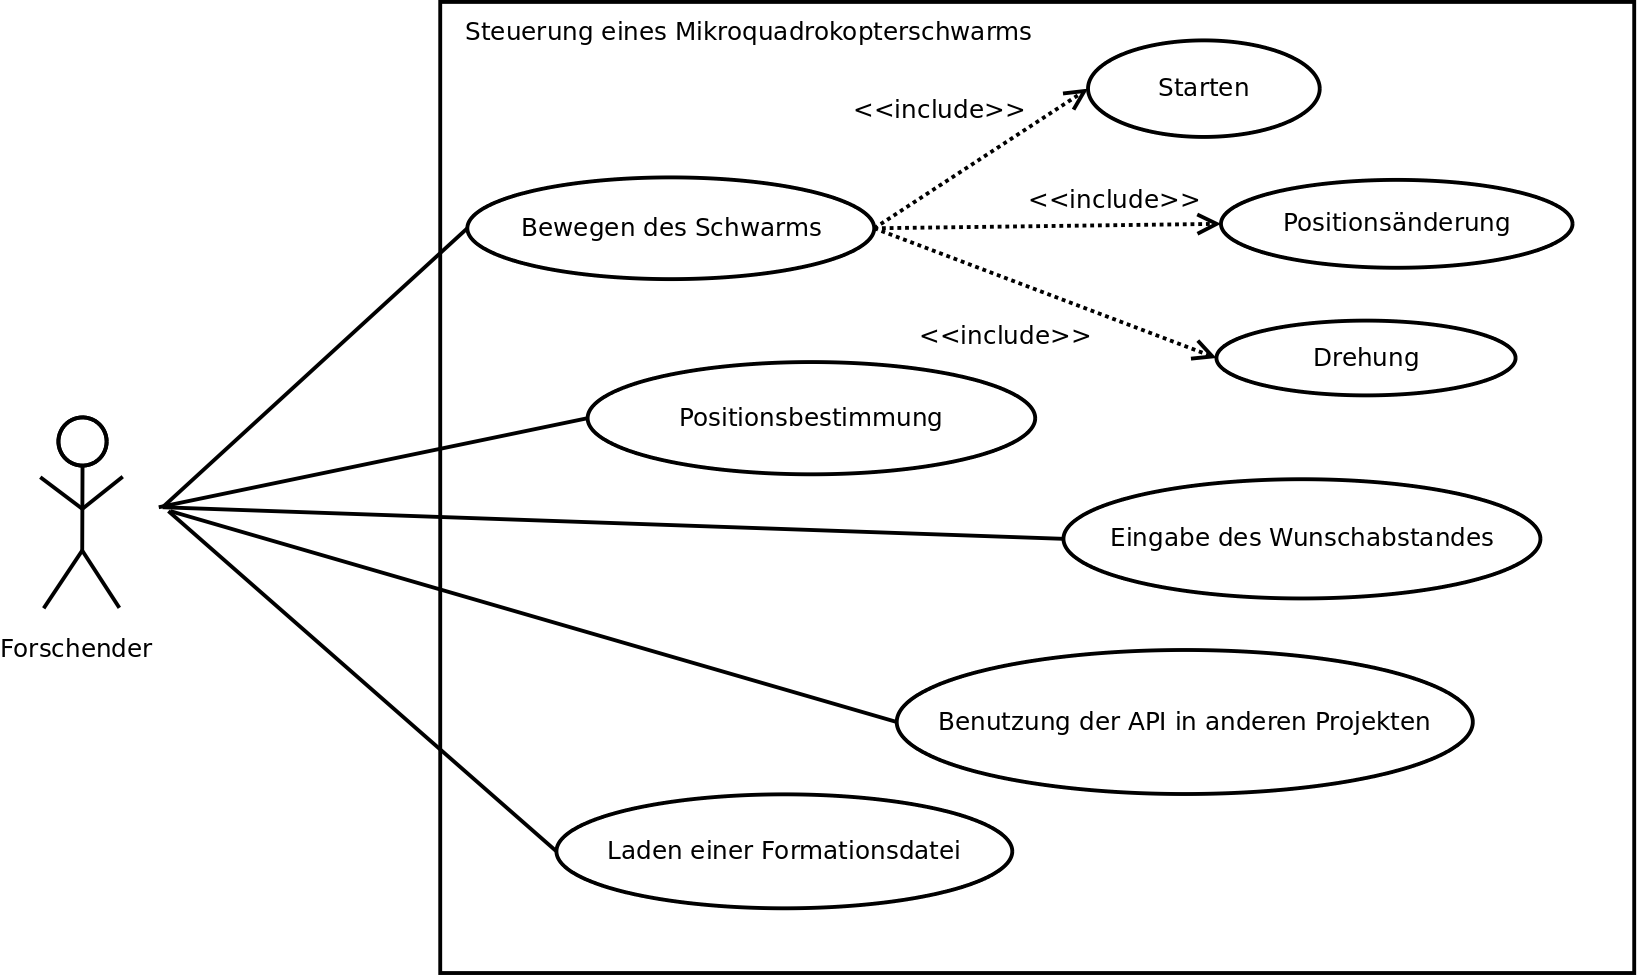 Steuerung eines Mikroquadrokopterschwarms
Starten
<<include>>
<<include>>
Positionsänderung
Bewegen des Schwarms
<<include>>
Drehung
Positionsbestimmung
Eingabe des Wunschabstandes
Forschender
Benutzung der API in anderen Projekten
Laden einer Formationsdatei